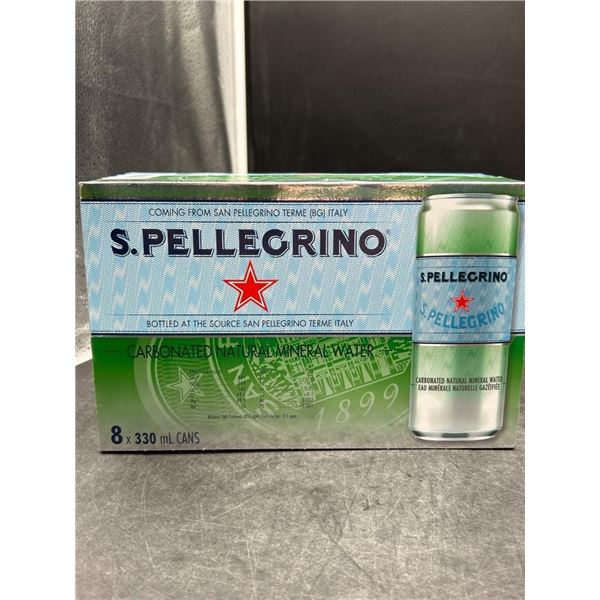 COMING FROM SAN PELLEGRINO TERME (BG) ITALY
S.PELLEGRINO®
BOTTLED AT THE SOURCE SAN PELLEGRINO TERME ITALY
CARBONATED NATURAL MINERAL WATER
1899
8 x 330 mL CANS
S.PELLEGRINO
S.PELLEGRINO
CARBONATED NATURAL MINERAL WATER
EAU MINÉRALE NATURELLE GAZÉIFIÉE